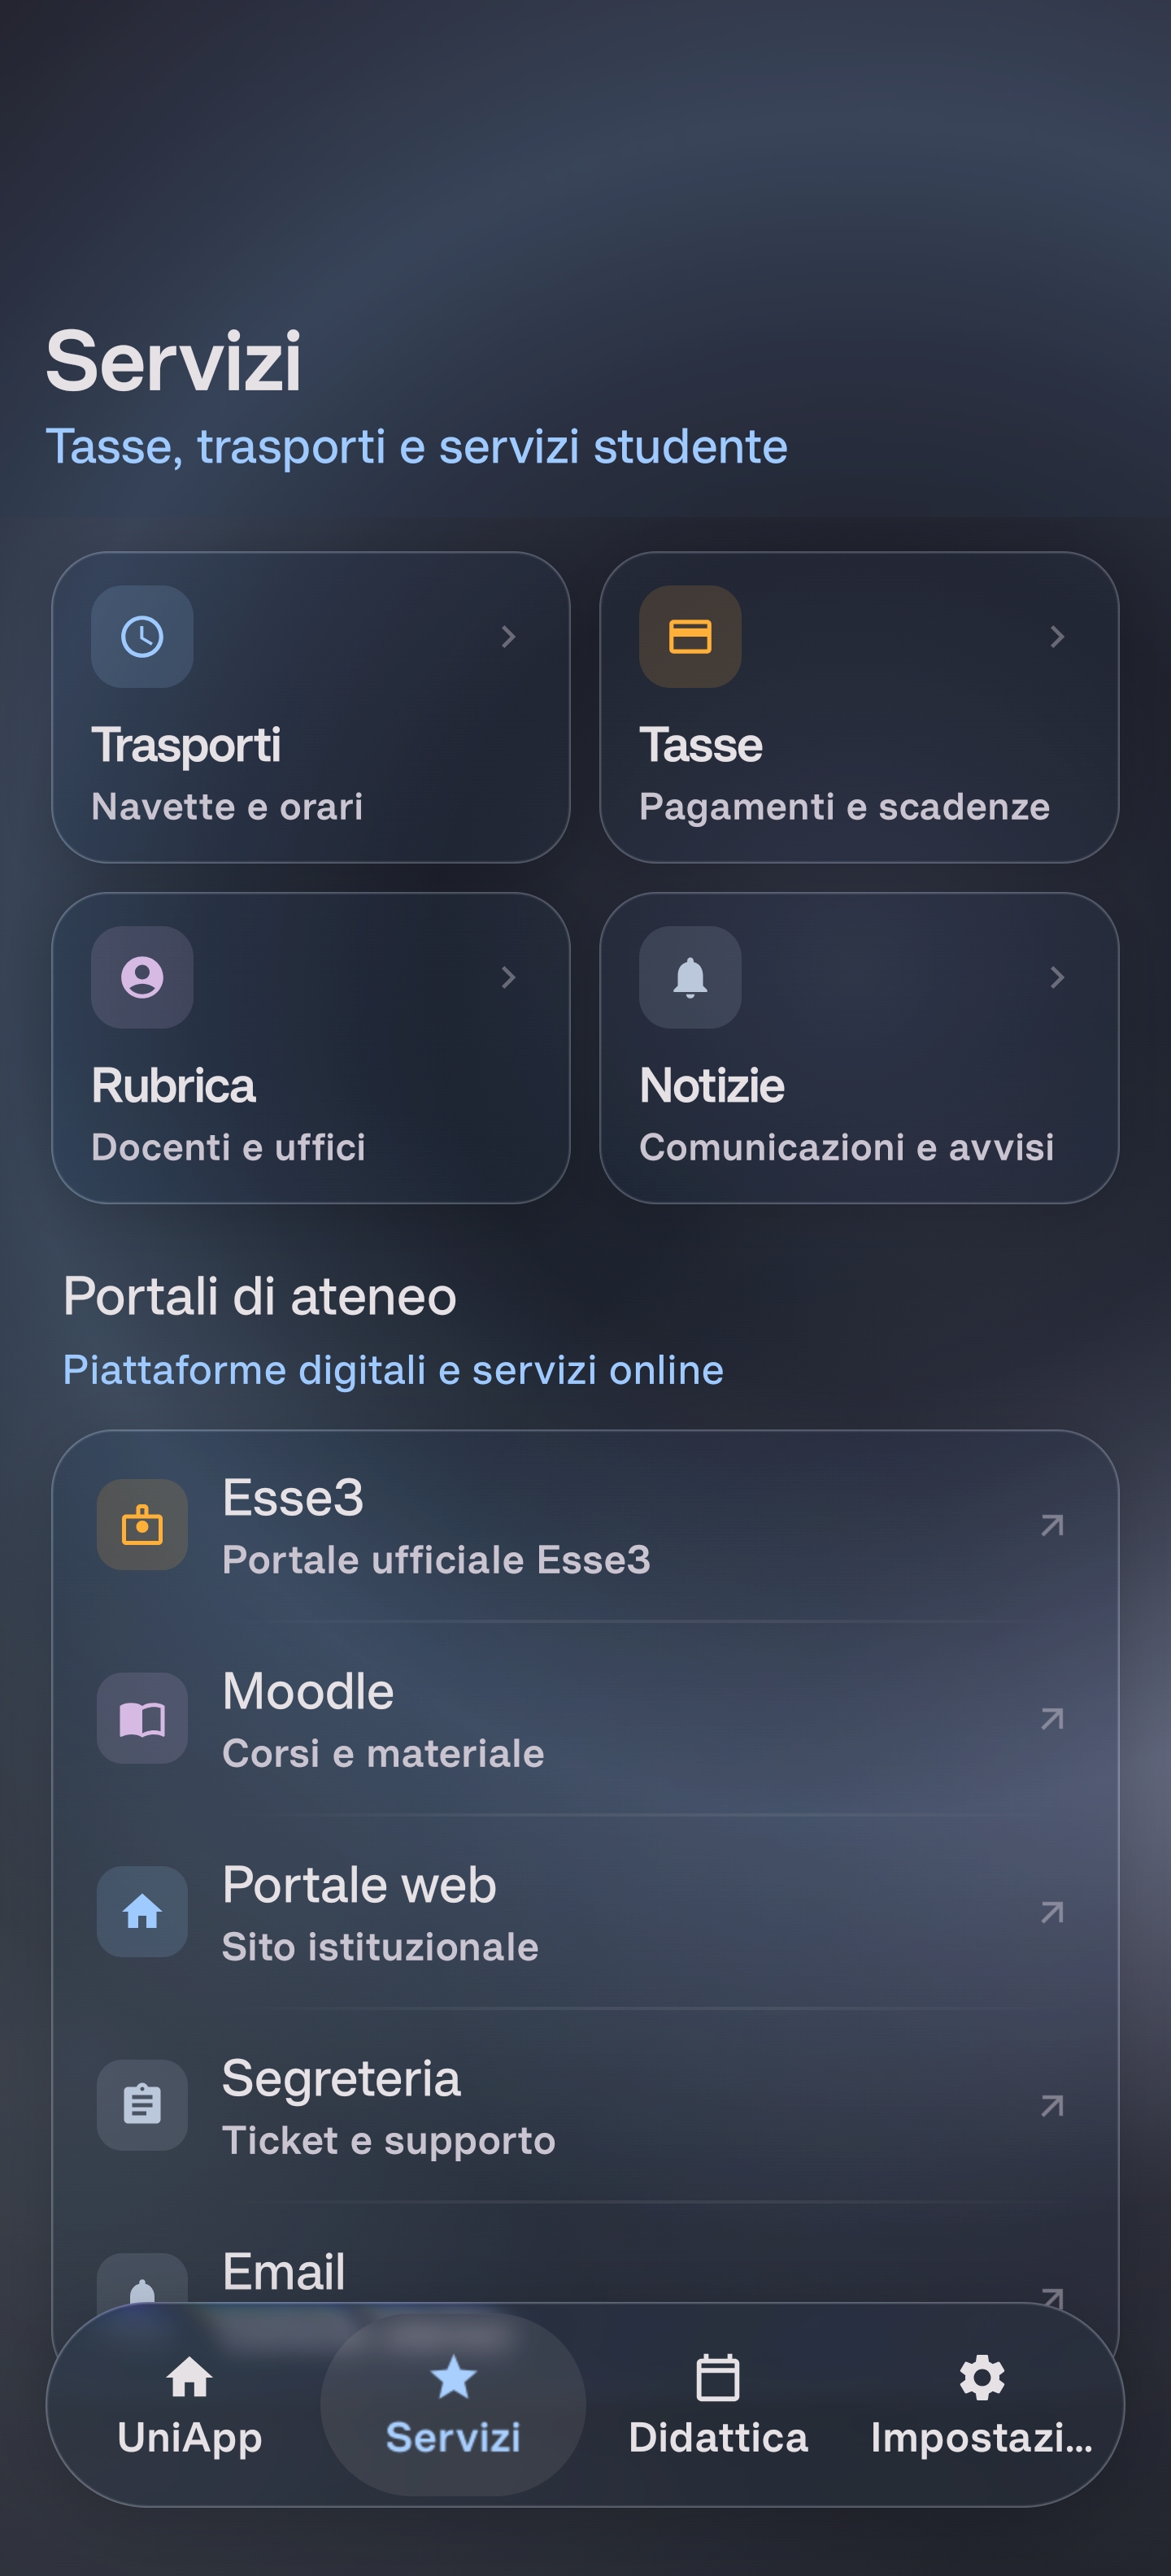 Servizi
Tasse, trasporti e servizi studente
Trasporti
Navette e orari
Tasse
Pagamenti e scadenze
Rubrica
Docenti e uffici
Notizie
Comunicazioni e avvisi
Portali di ateneo
Piattaforme digitali e servizi online
Esse3
Portale ufficiale Esse3
Moodle
Corsi e materiale
Portale web
Sito istituzionale
Segreteria
Ticket e supporto
Email
UniApp
Servizi
Didattica
Impostazi...